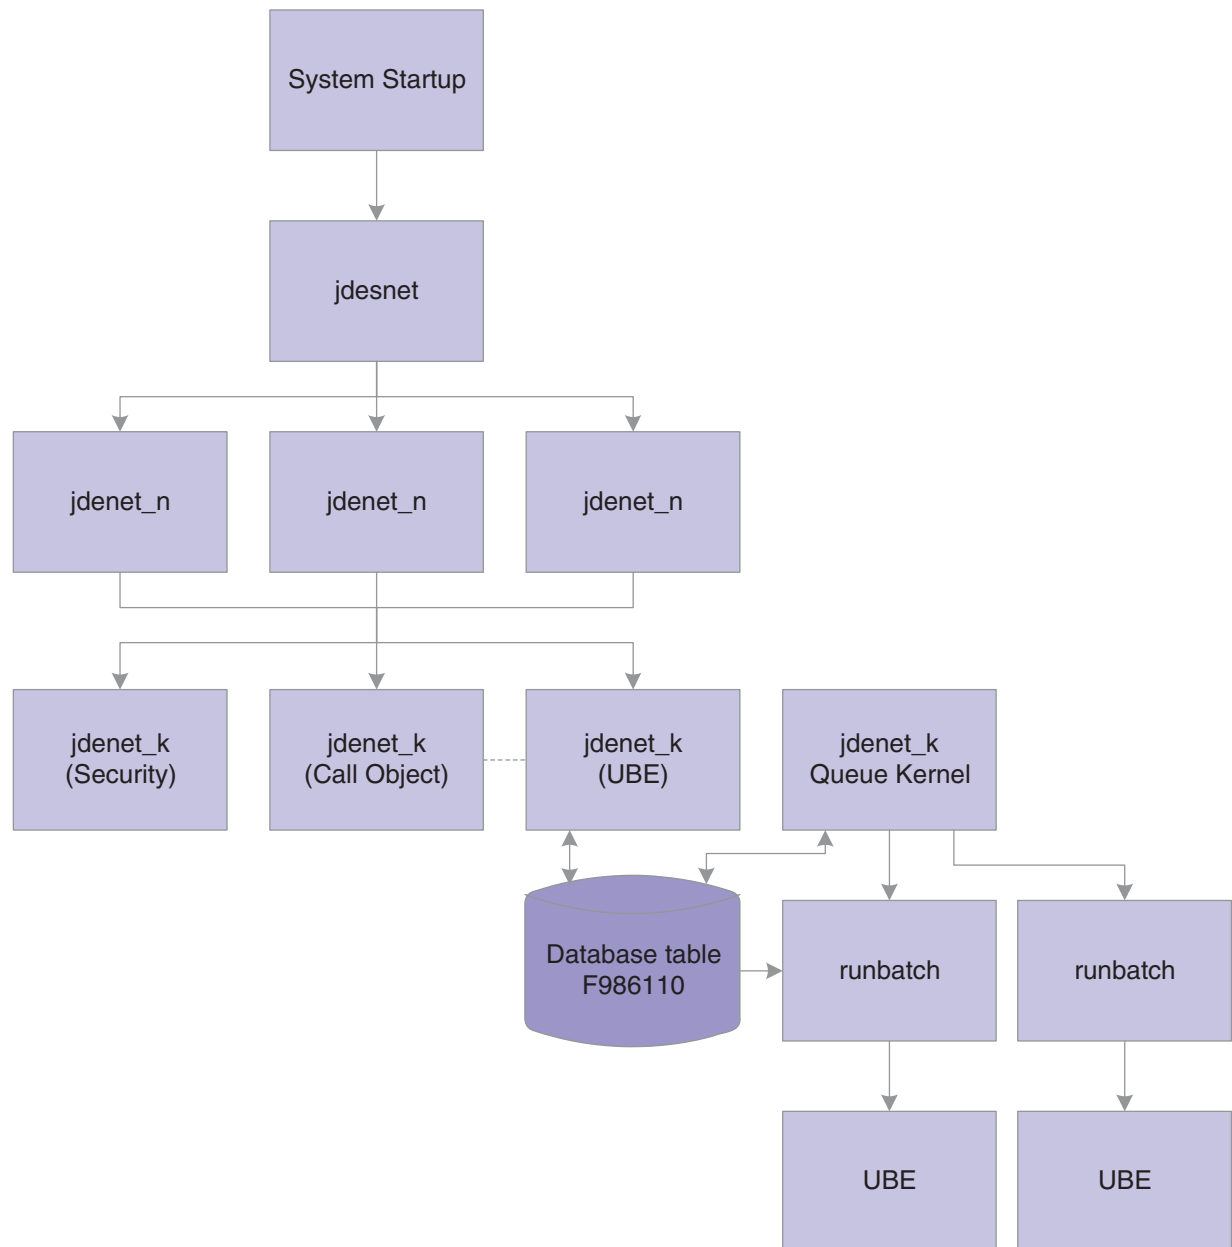 System Startup
jdesnet
jdenet_n
jdenet_n
jdenet_n
jdenet_k
(Security)
jdenet_k
(Call Object)
jdenet_k
(UBE)
jdenet_k
Queue Kernel
Database table
F986110
runbatch
runbatch
UBE
UBE